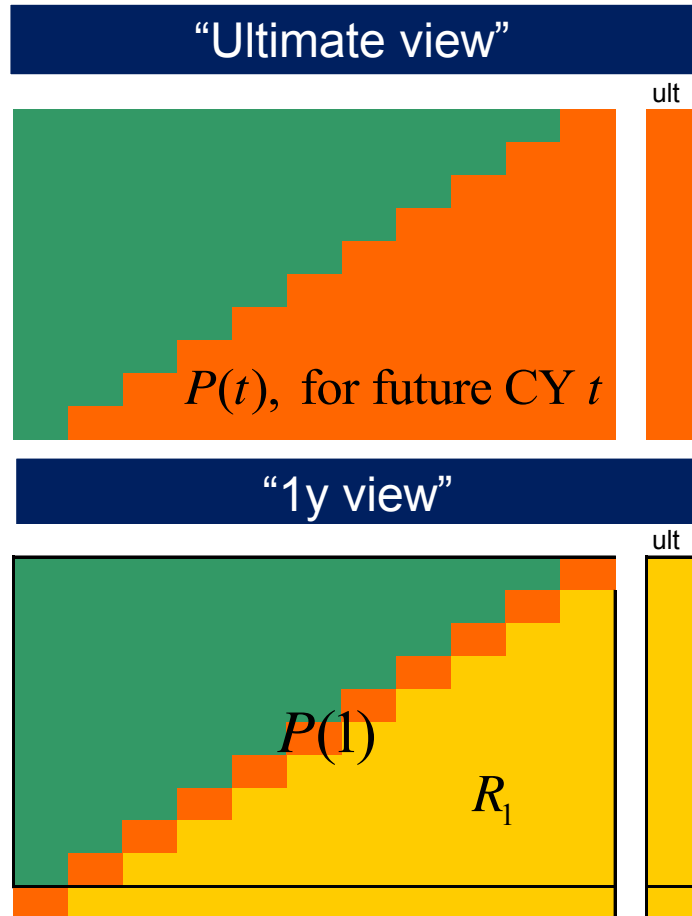 “Ultimate view”
ult
P(t), for future CY t
“1y view”
ult
P(1)
R₁